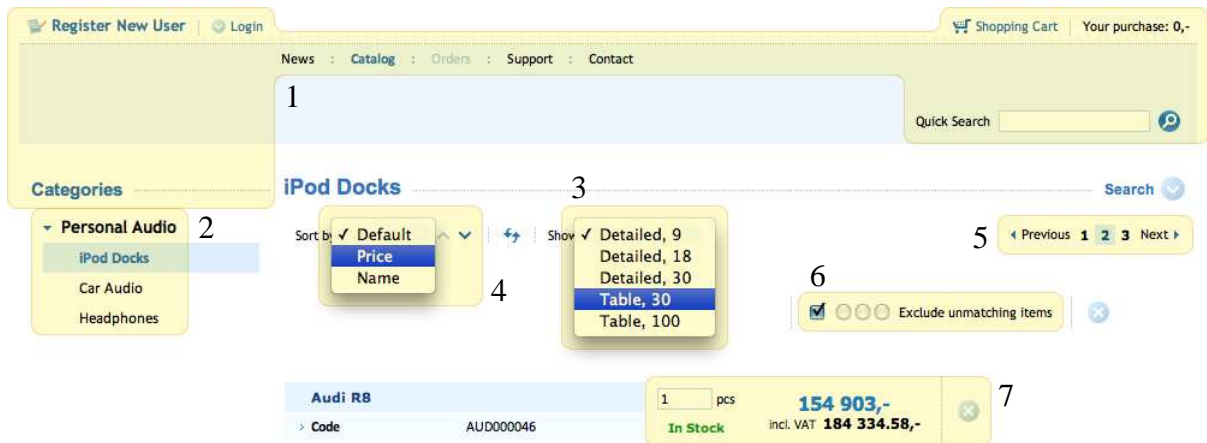 Register New User Login Shopping Cart Your purchase: 0,-
News : Catalog : Orders : Support : Contact
1
Quick Search
Categories iPod Docks 3 Search
Personal Audio 2
iPod Docks
Car Audio
Headphones
Sort by ✓ Default
Price
Name
4
Show ✓ Detailed, 9
Detailed, 18
Detailed, 30
Table, 30
Table, 100
5 Previous 1 2 3 Next
6
Exclude unmatching items
Audi R8 1 pcs 154 903,- 7
› Code AUD000046 In Stock incl. VAT 184 334.58,-